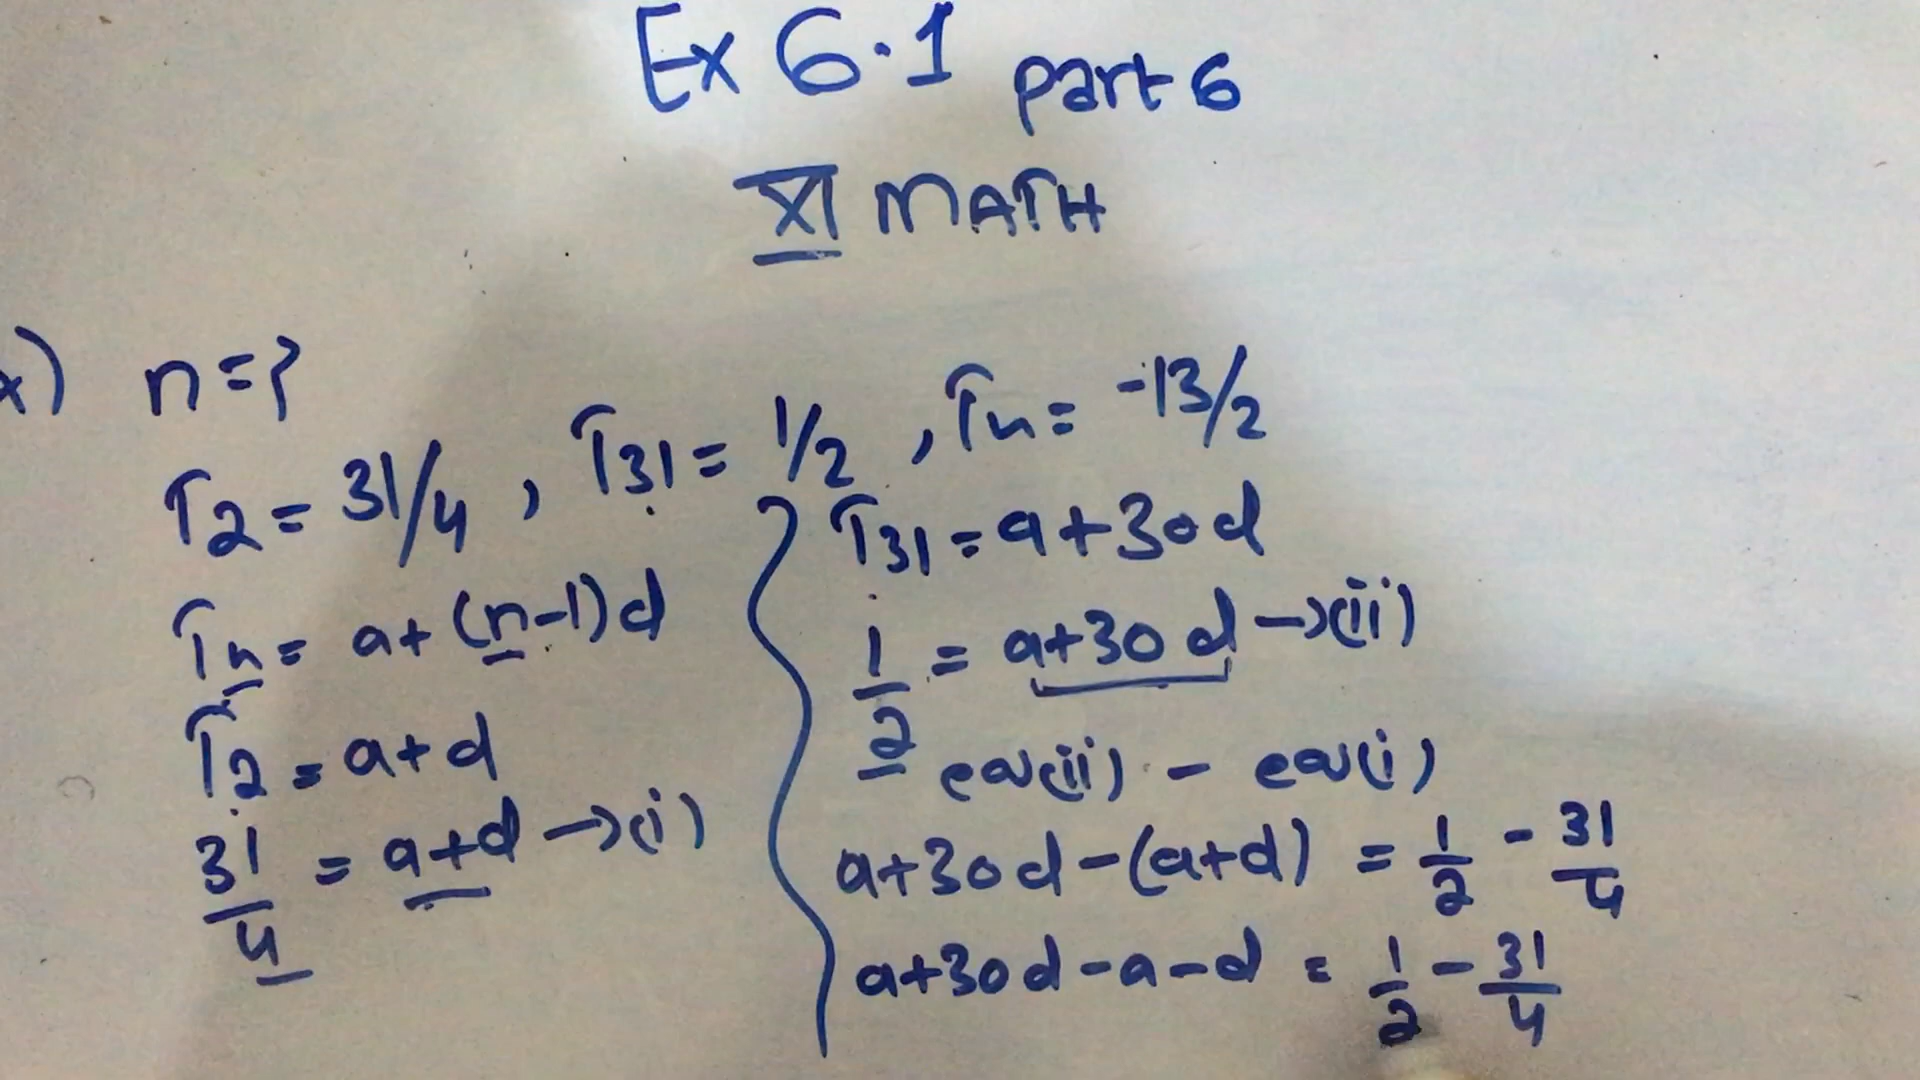 Ex 6.1 part 6
XI MATH
x) n=?
T2 = 31/4 , T31 = 1/2 , Tn = -13/2
Tn = a+(n-1)d
T2 = a+d
31/4 = a+d →(i)
T31 = a+30d
1/2 = a+30d →(ii)
eq(ii) - eq(i)
a+30d-(a+d) = 1/2 - 31/4
a+30d-a-d = 1/2 - 31/4